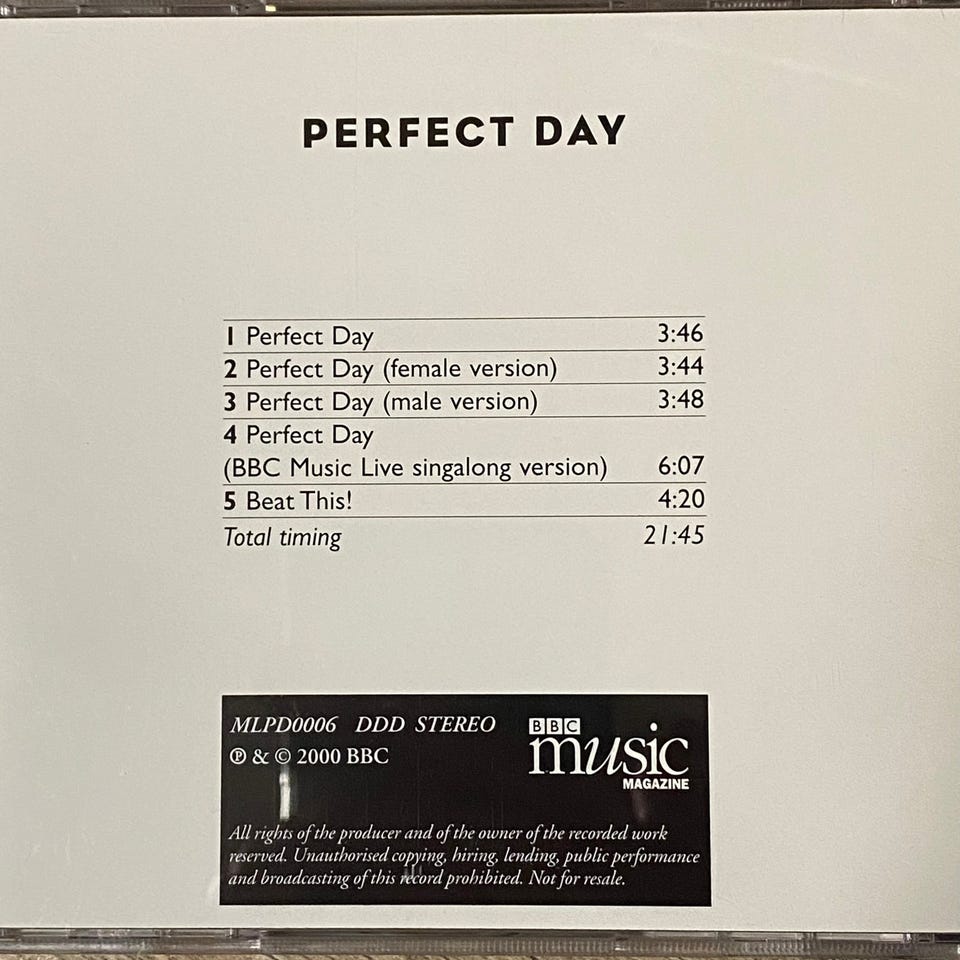 PERFECT DAY
1 Perfect Day 3:46
2 Perfect Day (female version) 3:44
3 Perfect Day (male version) 3:48
4 Perfect Day
(BBC Music Live singalong version) 6:07
5 Beat This! 4:20
Total timing 21:45
MLPD0006 DDD STEREO
℗ & © 2000 BBC
BBC
music
MAGAZINE
All rights of the producer and of the owner of the recorded work
reserved. Unauthorised copying, hiring, lending, public performance
and broadcasting of this record prohibited. Not for resale.